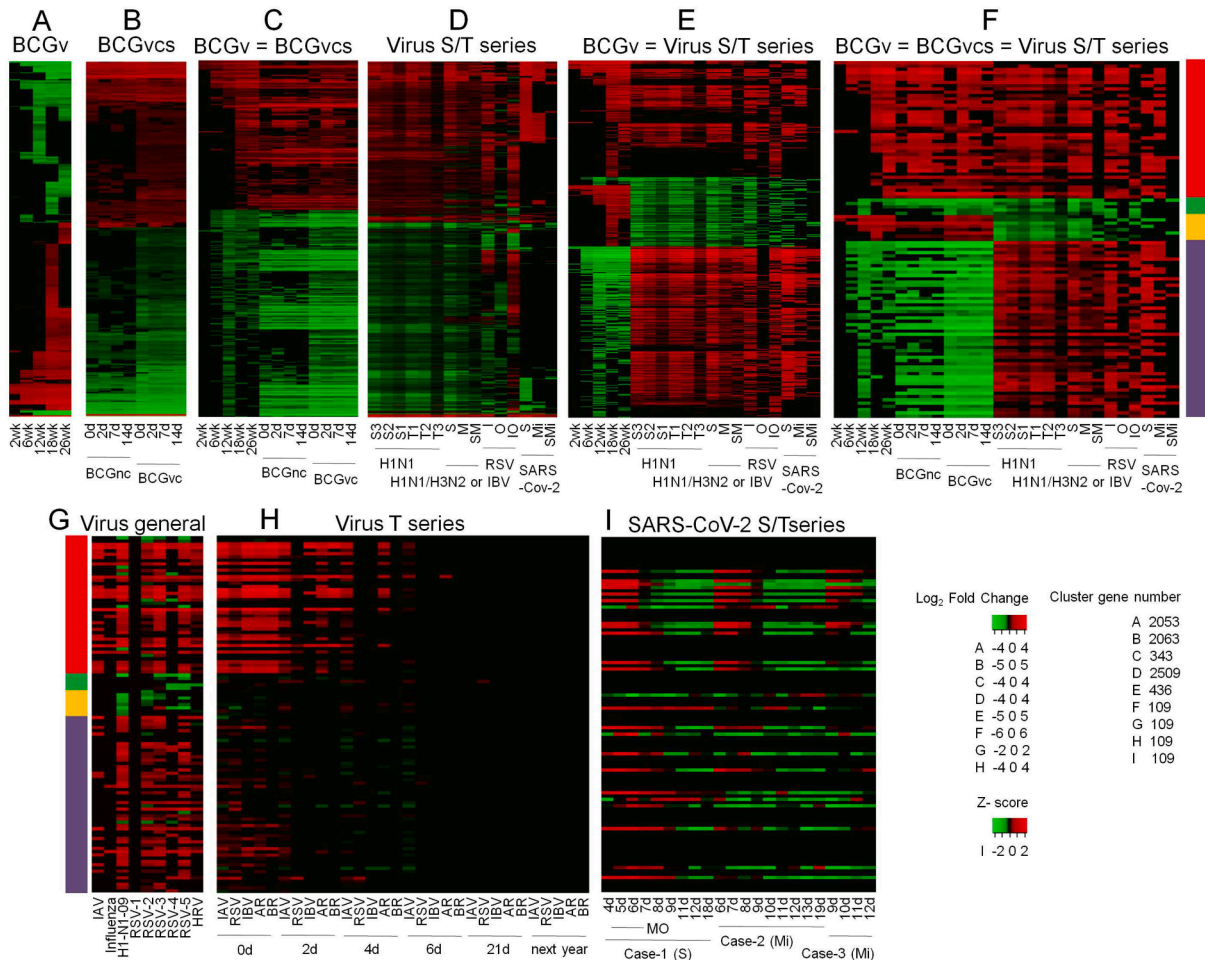 A B C D E F
BCGv BCGvcs BCGv = BCGvcs Virus S/T series BCGv = Virus S/T series BCGv = BCGvcs = Virus S/T series
2wk 6wk 12wk 18wk 26wk
0d 2d 7d 14d 0d 2d 7d 14d
BCGnc BCGvc
2wk 6wk 12wk 18wk 26wk 0d 2d 7d 14d 0d 2d 7d 14d
BCGnc BCGvc
S3 S2 S1 T1 T2 T3 S M SM I O IO S Mi SMi
H1N1 RSV SARS
H1N1/H3N2 or IBV -Cov-2
2wk 6wk 12wk 18wk 26wk S3 S2 S1 T1 T2 T3 S M SM I O IO S Mi SMi
H1N1 RSV SARS
H1N1/H3N2 or IBV -Cov-2
2wk 6wk 12wk 18wk 26wk 0d 2d 7d 14d 0d 2d 7d 14d S3 S2 S1 T1 T2 T3 S M SM I O IO S Mi SMi
BCGnc BCGvc H1N1 RSV SARS
H1N1/H3N2 or IBV -Cov-2
G Virus general
H Virus T series
I SARS-CoV-2 S/Tseries
IAV Influenza H1-N1-09 RSV-1 RSV-2 RSV-3 RSV-4 RSV-5 HRV
IAV RSV IBV AR BR IAV RSV IBV AR BR IAV RSV IBV AR BR IAV RSV IBV AR BR IAV RSV IBV AR BR IAV RSV IBV AR BR
0d 2d 4d 6d 21d next year
4d 5d 6d 7d 8d 9d 11d 12d 18d 6d 7d 8d 9d 10d 11d 12d 13d 19d 9d 10d 11d 12d
MO
Case-1 (S) Case-2 (Mi) Case-3 (Mi)
Log2 Fold Change
A -4 0 4
B -5 0 5
C -4 0 4
D -4 0 4
E -5 0 5
F -6 0 6
G -2 0 2
H -4 0 4
Z- score
I -2 0 2
Cluster gene number
A 2053
B 2063
C 343
D 2509
E 436
F 109
G 109
H 109
I 109